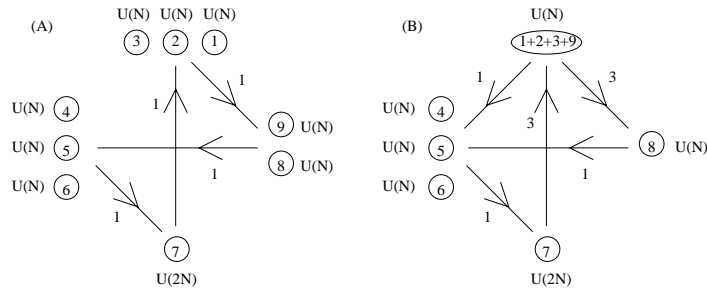 (A)
U(N) U(N) U(N)
3 2 1
1
1
U(N) 4
U(N) 5
U(N) 6
9 U(N)
8 U(N)
1
1
7
U(2N)
(B)
U(N)
1+2+3+9
1
3
3
U(N) 4
U(N) 5
U(N) 6
8 U(N)
1
1
7
U(2N)